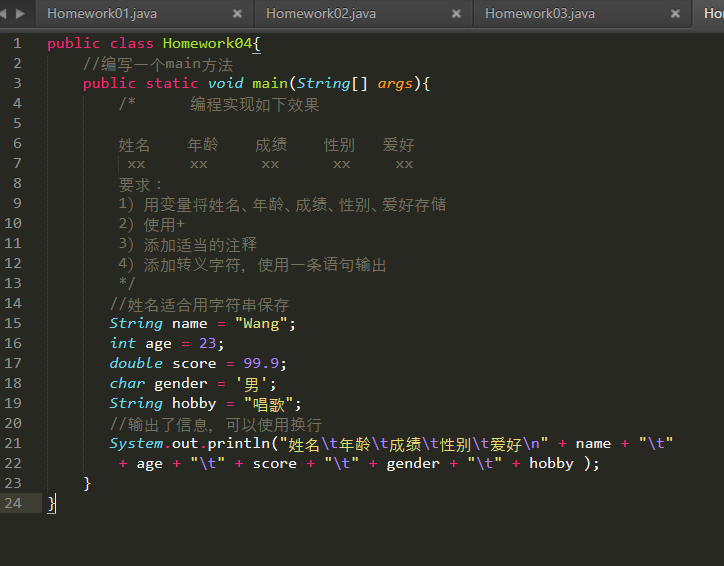 Homework01.java × Homework02.java × Homework03.java × Hon
1 public class Homework04{
2 //编写一个main方法
3 public static void main(String[] args){
4 /* 编程实现如下效果
5
6 姓名 年龄 成绩 性别 爱好
7 xx xx xx xx xx
8 要求：
9 1) 用变量将姓名、年龄、成绩、性别、爱好存储
10 2) 使用+
11 3) 添加适当的注释
12 4) 添加转义字符，使用一条语句输出
13 */
14 //姓名适合用字符串保存
15 String name = "Wang";
16 int age = 23;
17 double score = 99.9;
18 char gender = '男';
19 String hobby = "唱歌";
20 //输出了信息，可以使用换行
21 System.out.println("姓名\t年龄\t成绩\t性别\t爱好\n" + name + "\t"
22 + age + "\t" + score + "\t" + gender + "\t" + hobby );
23 }
24 }